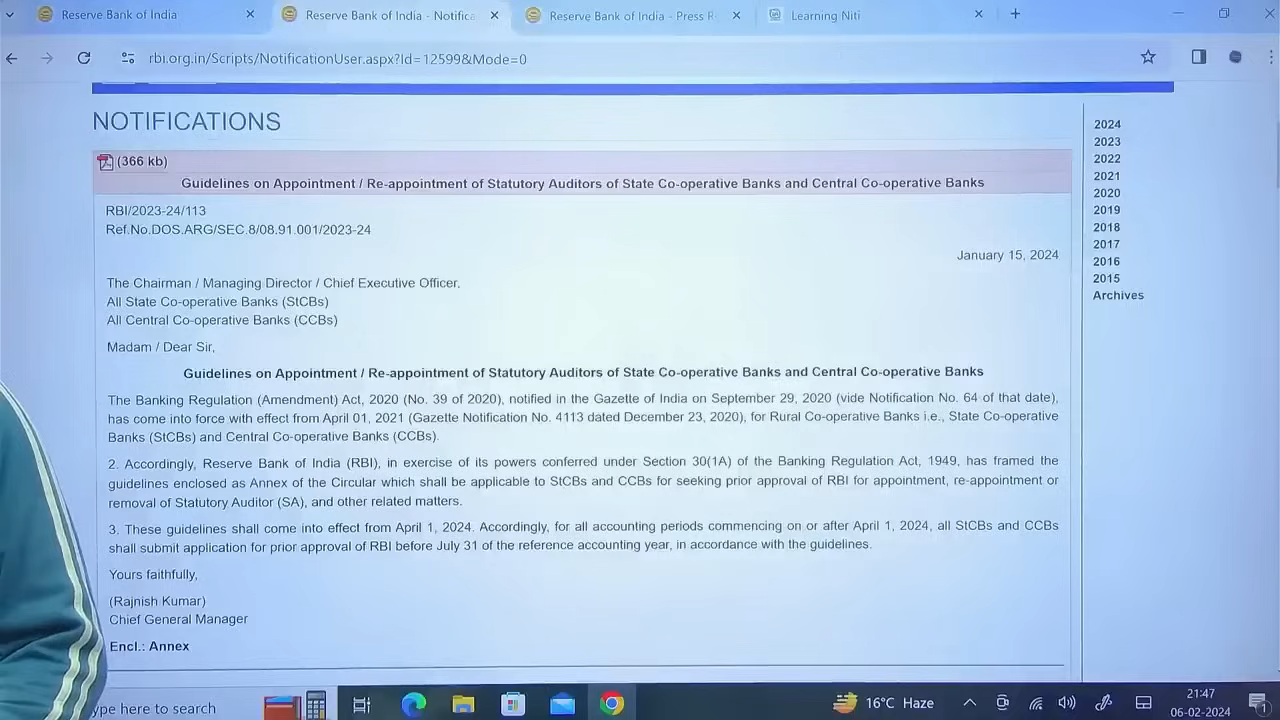 Reserve Bank of India
Reserve Bank of India - Notifica
Reserve Bank of India - Press R
Learning Niti
rbi.org.in/Scripts/NotificationUser.aspx?Id=12599&Mode=0
NOTIFICATIONS
(366 kb)
Guidelines on Appointment / Re-appointment of Statutory Auditors of State Co-operative Banks and Central Co-operative Banks
RBI/2023-24/113
Ref.No.DOS.ARG/SEC.8/08.91.001/2023-24
January 15, 2024
The Chairman / Managing Director / Chief Executive Officer,
All State Co-operative Banks (StCBs)
All Central Co-operative Banks (CCBs)
Madam / Dear Sir,
Guidelines on Appointment / Re-appointment of Statutory Auditors of State Co-operative Banks and Central Co-operative Banks
The Banking Regulation (Amendment) Act, 2020 (No. 39 of 2020), notified in the Gazette of India on September 29, 2020 (vide Notification No. 64 of that date),
has come into force with effect from April 01, 2021 (Gazette Notification No. 4113 dated December 23, 2020), for Rural Co-operative Banks i.e., State Co-operative
Banks (StCBs) and Central Co-operative Banks (CCBs).
2. Accordingly, Reserve Bank of India (RBI), in exercise of its powers conferred under Section 30(1A) of the Banking Regulation Act, 1949, has framed the
guidelines enclosed as Annex of the Circular which shall be applicable to StCBs and CCBs for seeking prior approval of RBI for appointment, re-appointment or
removal of Statutory Auditor (SA), and other related matters.
3. These guidelines shall come into effect from April 1, 2024. Accordingly, for all accounting periods commencing on or after April 1, 2024, all StCBs and CCBs
shall submit application for prior approval of RBI before July 31 of the reference accounting year, in accordance with the guidelines.
Yours faithfully,
(Rajnish Kumar)
Chief General Manager
Encl.: Annex
2024
2023
2022
2021
2020
2019
2018
2017
2016
2015
Archives
ype here to search
16°C Haze
21:47
06-02-2024
1